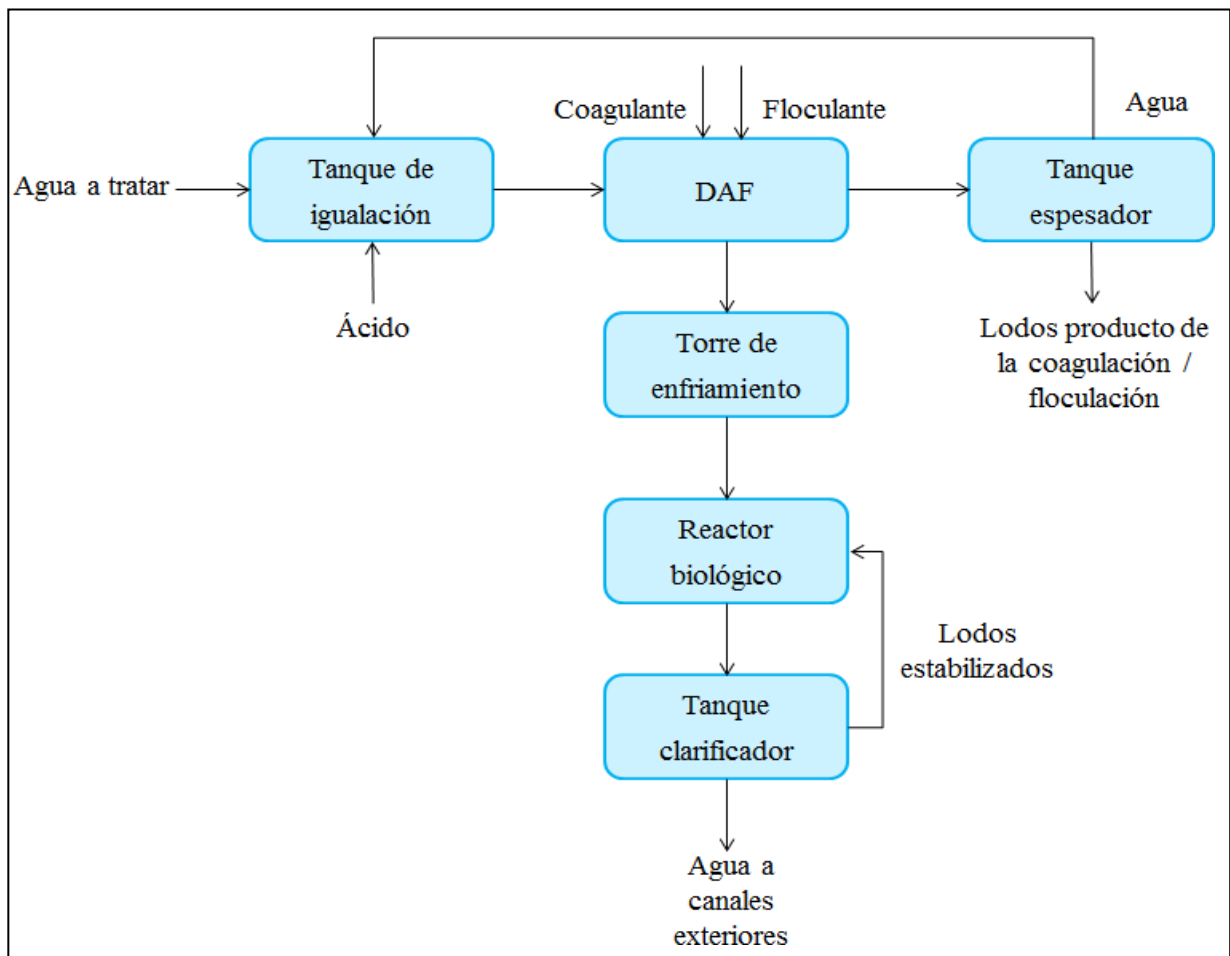 Coagulante
Floculante
Agua
Agua a tratar
Tanque de
igualación
DAF
Tanque
espesador
Ácido
Torre de
enfriamiento
Lodos producto de
la coagulación /
floculación
Reactor
biológico
Lodos
estabilizados
Tanque
clarificador
Agua a
canales
exteriores